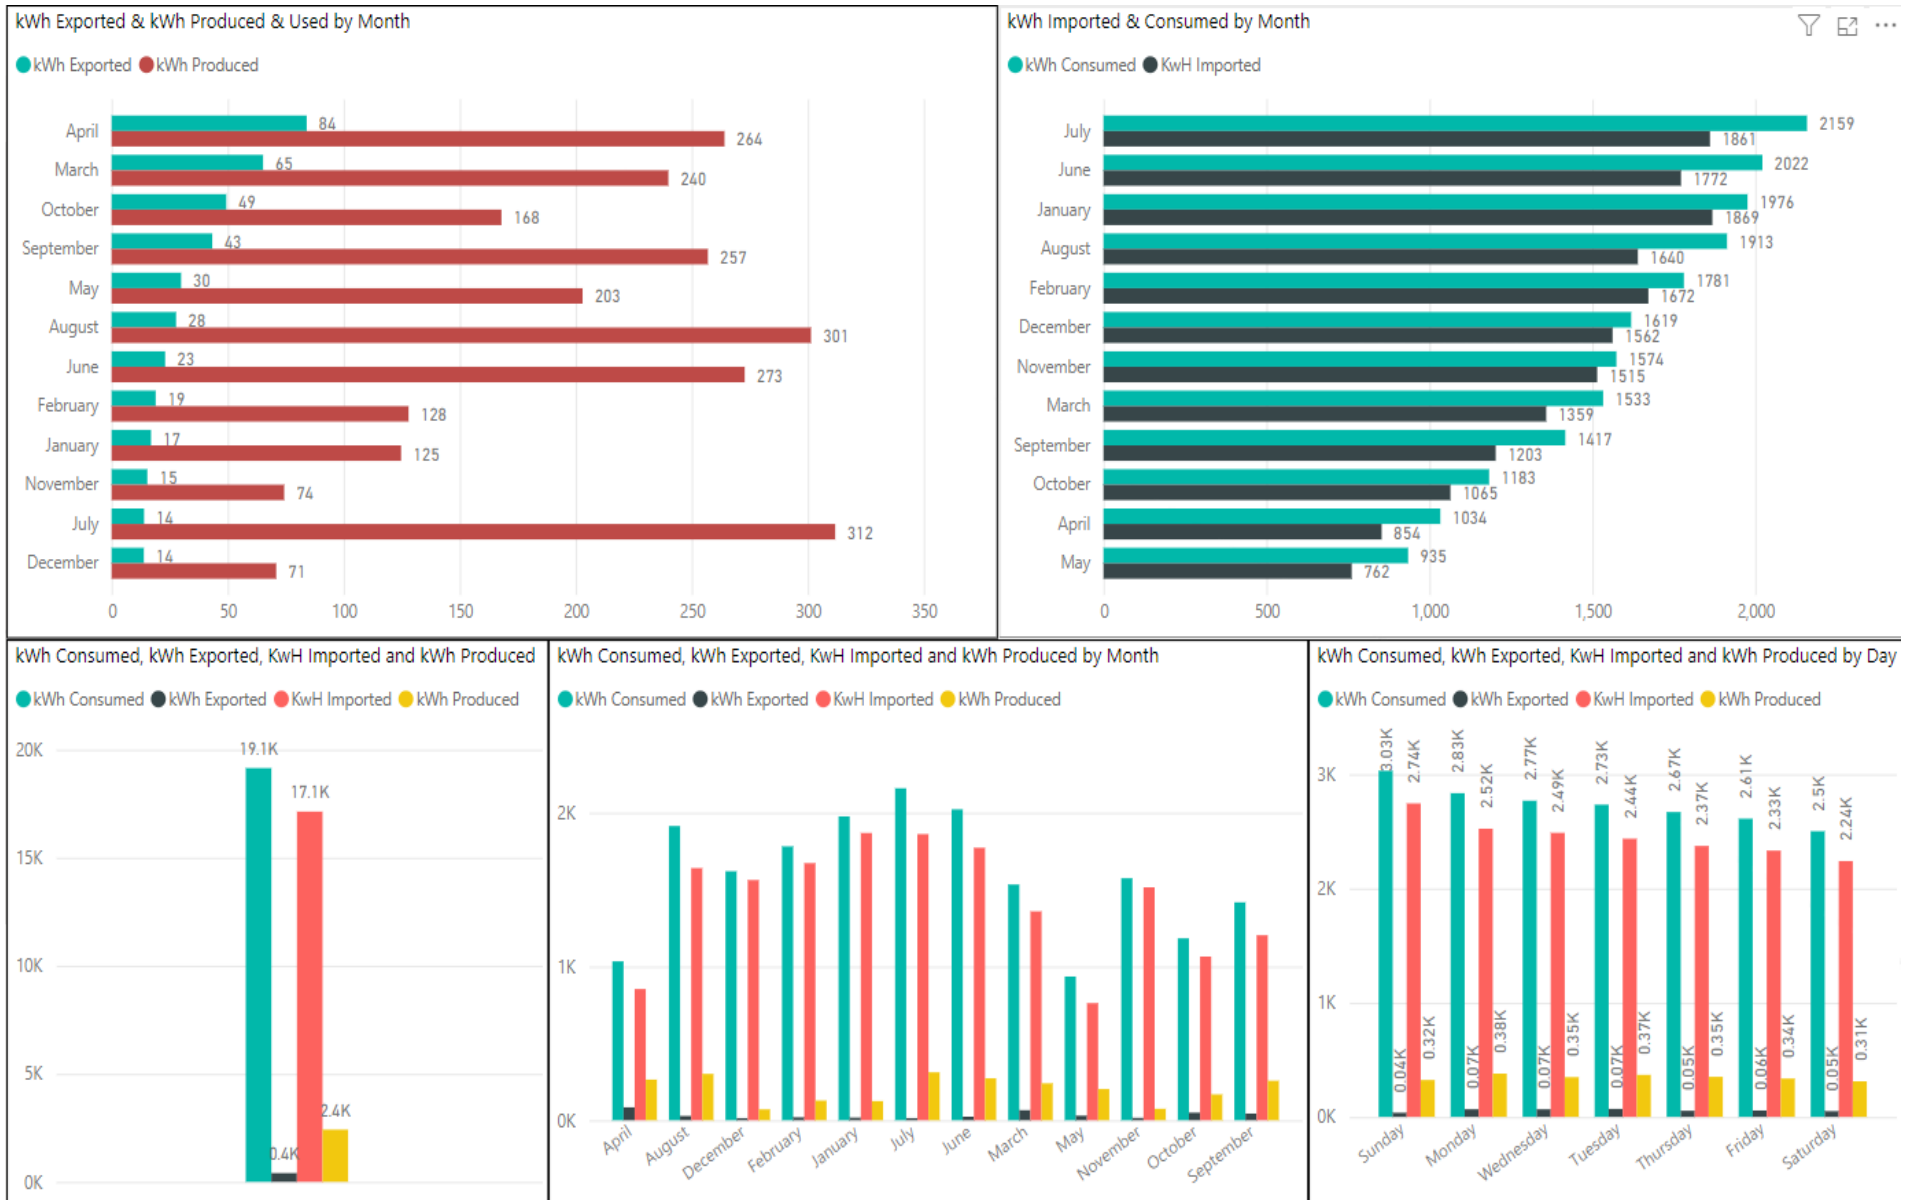 kWh Exported & kWh Produced & Used by Month
kWh Exported kWh Produced
April 84 264
March 65 240
October 49 168
September 43 257
May 30 203
August 28 301
June 23 273
February 19 128
January 17 125
November 15 74
July 14 312
December 14 71
0 50 100 150 200 250 300 350
kWh Imported & Consumed by Month
kWh Consumed KwH Imported
July 2159 1861
June 2022 1772
January 1976 1869
August 1913 1640
February 1781 1672
December 1619 1562
November 1574 1515
March 1533 1359
September 1417 1203
October 1183 1065
April 1034 854
May 935 762
0 500 1,000 1,500 2,000
kWh Consumed, kWh Exported, KwH Imported and kWh Produced
kWh Consumed kWh Exported KwH Imported kWh Produced
20K
15K
10K
5K
0K
19.1K 0.4K 17.1K 2.4K
kWh Consumed, kWh Exported, KwH Imported and kWh Produced by Month
kWh Consumed kWh Exported KwH Imported kWh Produced
2K
1K
0K
April August December February January July June March May November October September
kWh Consumed, kWh Exported, KwH Imported and kWh Produced by Day
kWh Consumed kWh Exported KwH Imported kWh Produced
3K
2K
1K
0K
3.03K 0.04K 2.74K 0.32K
2.83K 0.07K 2.52K 0.38K
2.77K 0.07K 2.49K 0.35K
2.73K 0.07K 2.44K 0.37K
2.67K 0.05K 2.37K 0.35K
2.61K 0.06K 2.33K 0.34K
2.5K 0.05K 2.24K 0.31K
Sunday Monday Wednesday Tuesday Thursday Friday Saturday